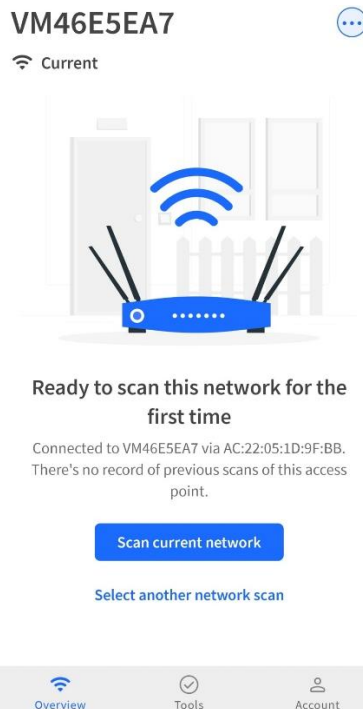 VM46E5EA7
Current
Ready to scan this network for the
first time
Connected to VM46E5EA7 via AC:22:05:1D:9F:BB.
There's no record of previous scans of this access
point.
Scan current network
Select another network scan
Overview
Tools
Account